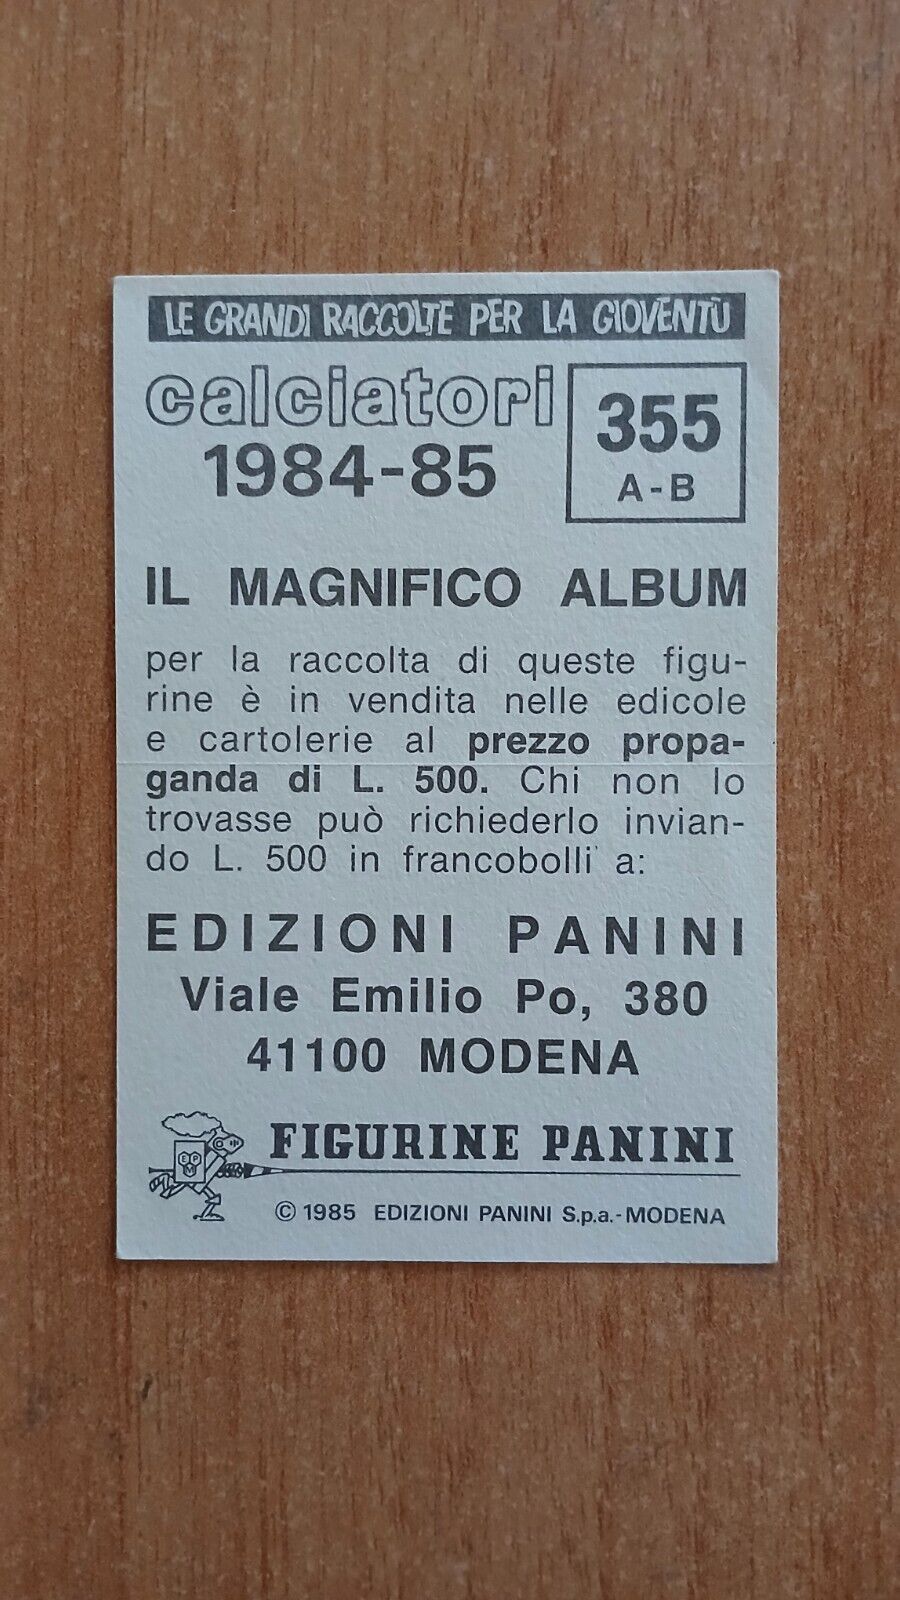 LE GRANDI RACCOLTE PER LA GIOVENTÙ
calciatori
1984-85
355
A-B
IL MAGNIFICO ALBUM
per la raccolta di queste figu-
rine è in vendita nelle edicole
e cartolerie al prezzo propa-
ganda di L. 500. Chi non lo
trovasse può richiederlo invian-
do L. 500 in francobolli a:
EDIZIONI PANINI
Viale Emilio Po, 380
41100 MODENA
EPM
FIGURINE PANINI
© 1985 EDIZIONI PANINI S.p.a.-MODENA